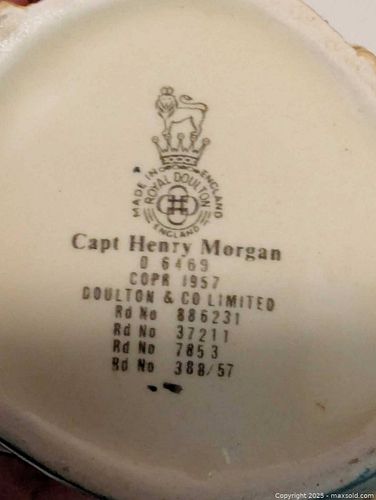 MADE IN ENGLAND
ROYAL DOULTON
ENGLAND
Capt Henry Morgan
D 6469
COPR 1957
DOULTON & CO LIMITED
Rd No 886231
Rd No 37211
Rd No 7853
Rd No 388/57
Photography © 2025 - maxsold.com